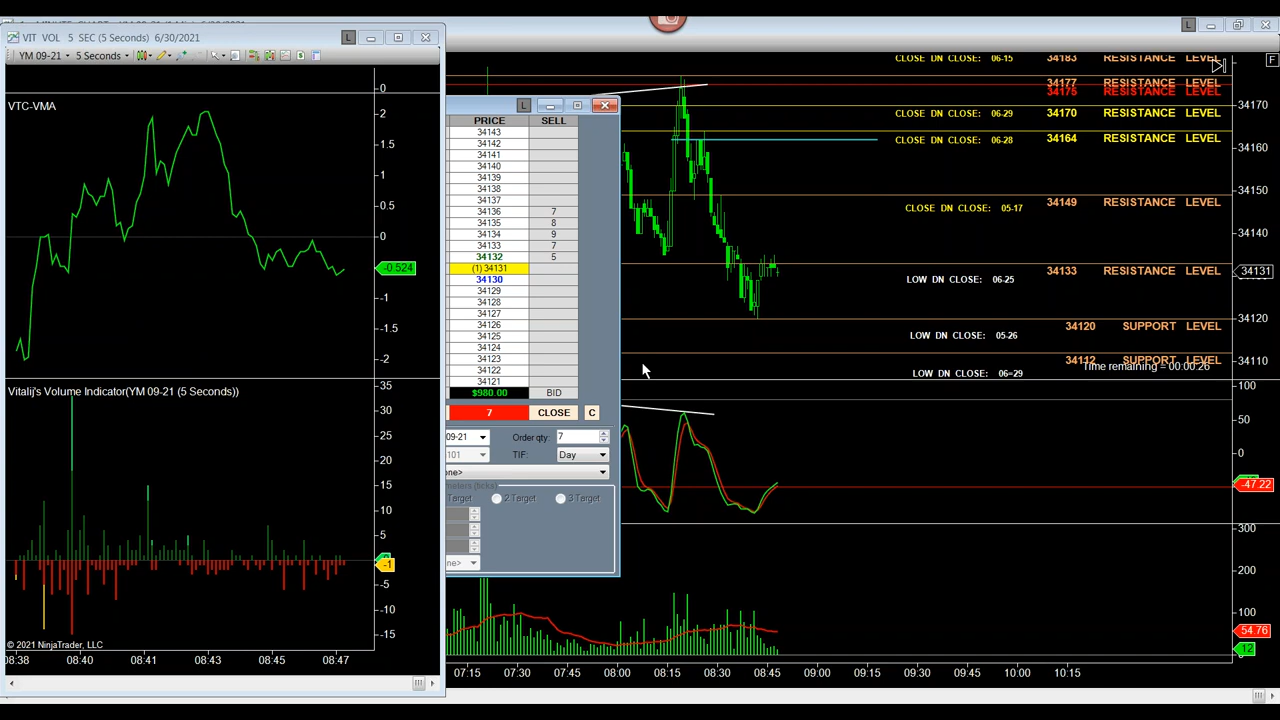 VIT VOL 5 SEC (5 Seconds) 6/30/2021
L
YM 09-21 5 Seconds
VTC-VMA
0
2
1.5
1
0.5
0
-0.524
-1
-1.5
-2
Vitalij's Volume Indicator(YM 09-21 (5 Seconds))
35
30
25
20
15
10
5
0
-1
-5
-10
-15
© 2021 NinjaTrader, LLC
08:38 08:40 08:41 08:43 08:45 08:47
L
PRICE SELL
34143
34142
34141
34140
34139
34138
34137
34136 7
34135 8
34134 9
34133 7
34132 5
(1) 34131
34130
34129
34128
34127
34126
34125
34124
34123
34122
34121
$980.00 BID
7 CLOSE C
09-21 Order qty: 7
101 TIF: Day
one>
meters (ticks)
Target 2 Target 3 Target
ne>
L
F
CLOSE DN CLOSE: 06-15 34183 RESISTANCE LEVEL
34177 RESISTANCE LEVEL
34175 RESISTANCE LEVEL
CLOSE DN CLOSE: 06-29 34170 RESISTANCE LEVEL
CLOSE DN CLOSE: 06-28 34164 RESISTANCE LEVEL
CLOSE DN CLOSE: 05-17 34149 RESISTANCE LEVEL
LOW DN CLOSE: 06-25 34133 RESISTANCE LEVEL
LOW DN CLOSE: 05-26 34120 SUPPORT LEVEL
LOW DN CLOSE: 06=29 34112 SUPPORT LEVEL
Time remaining = 00:00:26
34170
34160
34150
34140
34131
34120
34110
100
50
0
-47.22
300
200
100
54.76
12
07:15 07:30 07:45 08:00 08:15 08:30 08:45 09:00 09:15 09:30 09:45 10:00 10:15